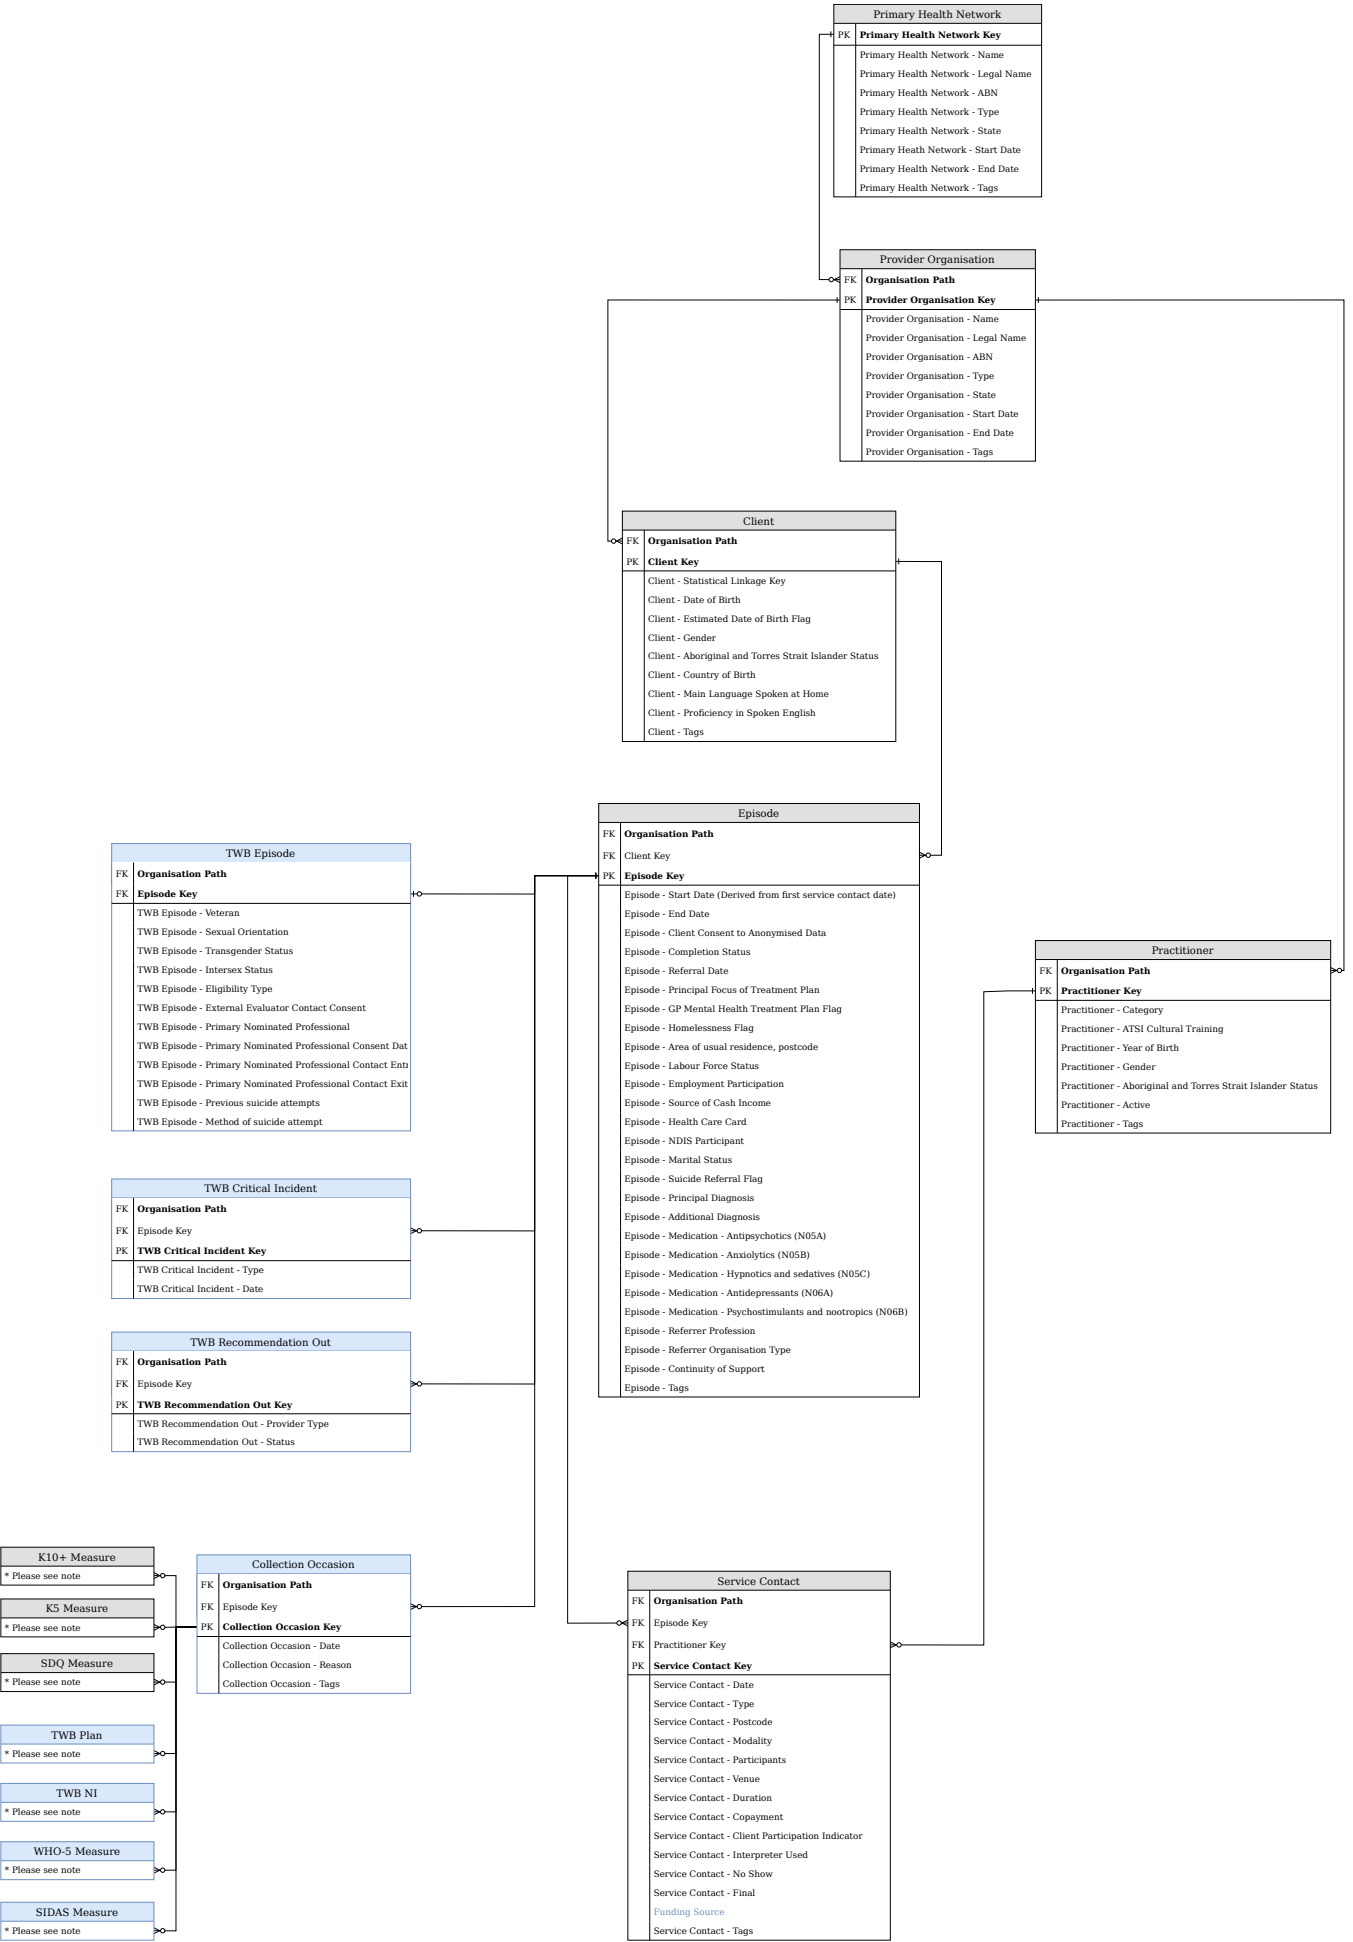 Primary Health Network
PK Primary Health Network Key
Primary Health Network - Name
Primary Health Network - Legal Name
Primary Health Network - ABN
Primary Health Network - Type
Primary Health Network - State
Primary Heath Network - Start Date
Primary Health Network - End Date
Primary Health Network - Tags
Provider Organisation
FK Organisation Path
PK Provider Organisation Key
Provider Organisation - Name
Provider Organisation - Legal Name
Provider Organisation - ABN
Provider Organisation - Type
Provider Organisation - State
Provider Organisation - Start Date
Provider Organisation - End Date
Provider Organisation - Tags
Client
FK Organisation Path
PK Client Key
Client - Statistical Linkage Key
Client - Date of Birth
Client - Estimated Date of Birth Flag
Client - Gender
Client - Aboriginal and Torres Strait Islander Status
Client - Country of Birth
Client - Main Language Spoken at Home
Client - Proficiency in Spoken English
Client - Tags
Episode
FK Organisation Path
FK Client Key
PK Episode Key
Episode - Start Date (Derived from first service contact date)
Episode - End Date
Episode - Client Consent to Anonymised Data
Episode - Completion Status
Episode - Referral Date
Episode - Principal Focus of Treatment Plan
Episode - GP Mental Health Treatment Plan Flag
Episode - Homelessness Flag
Episode - Area of usual residence, postcode
Episode - Labour Force Status
Episode - Employment Participation
Episode - Source of Cash Income
Episode - Health Care Card
Episode - NDIS Participant
Episode - Marital Status
Episode - Suicide Referral Flag
Episode - Principal Diagnosis
Episode - Additional Diagnosis
Episode - Medication - Antipsychotics (N05A)
Episode - Medication - Anxiolytics (N05B)
Episode - Medication - Hypnotics and sedatives (N05C)
Episode - Medication - Antidepressants (N06A)
Episode - Medication - Psychostimulants and nootropics (N06B)
Episode - Referrer Profession
Episode - Referrer Organisation Type
Episode - Continuity of Support
Episode - Tags
TWB Episode
FK Organisation Path
FK Episode Key
TWB Episode - Veteran
TWB Episode - Sexual Orientation
TWB Episode - Transgender Status
TWB Episode - Intersex Status
TWB Episode - Eligibility Type
TWB Episode - External Evaluator Contact Consent
TWB Episode - Primary Nominated Professional
TWB Episode - Primary Nominated Professional Consent Dat
TWB Episode - Primary Nominated Professional Contact Ent
TWB Episode - Primary Nominated Professional Contact Exit
TWB Episode - Previous suicide attempts
TWB Episode - Method of suicide attempt
Practitioner
FK Organisation Path
PK Practitioner Key
Practitioner - Category
Practitioner - ATSI Cultural Training
Practitioner - Year of Birth
Practitioner - Gender
Practitioner - Aboriginal and Torres Strait Islander Status
Practitioner - Active
Practitioner - Tags
TWB Critical Incident
FK Organisation Path
FK Episode Key
PK TWB Critical Incident Key
TWB Critical Incident - Type
TWB Critical Incident - Date
TWB Recommendation Out
FK Organisation Path
FK Episode Key
PK TWB Recommendation Out Key
TWB Recommendation Out - Provider Type
TWB Recommendation Out - Status
K10+ Measure
* Please see note
K5 Measure
* Please see note
SDQ Measure
* Please see note
TWB Plan
* Please see note
TWB NI
* Please see note
WHO-5 Measure
* Please see note
SIDAS Measure
* Please see note
Collection Occasion
FK Organisation Path
FK Episode Key
PK Collection Occasion Key
Collection Occasion - Date
Collection Occasion - Reason
Collection Occasion - Tags
Service Contact
FK Organisation Path
FK Episode Key
FK Practitioner Key
PK Service Contact Key
Service Contact - Date
Service Contact - Type
Service Contact - Postcode
Service Contact - Modality
Service Contact - Participants
Service Contact - Venue
Service Contact - Duration
Service Contact - Copayment
Service Contact - Client Participation Indicator
Service Contact - Interpreter Used
Service Contact - No Show
Service Contact - Final
Funding Source
Service Contact - Tags